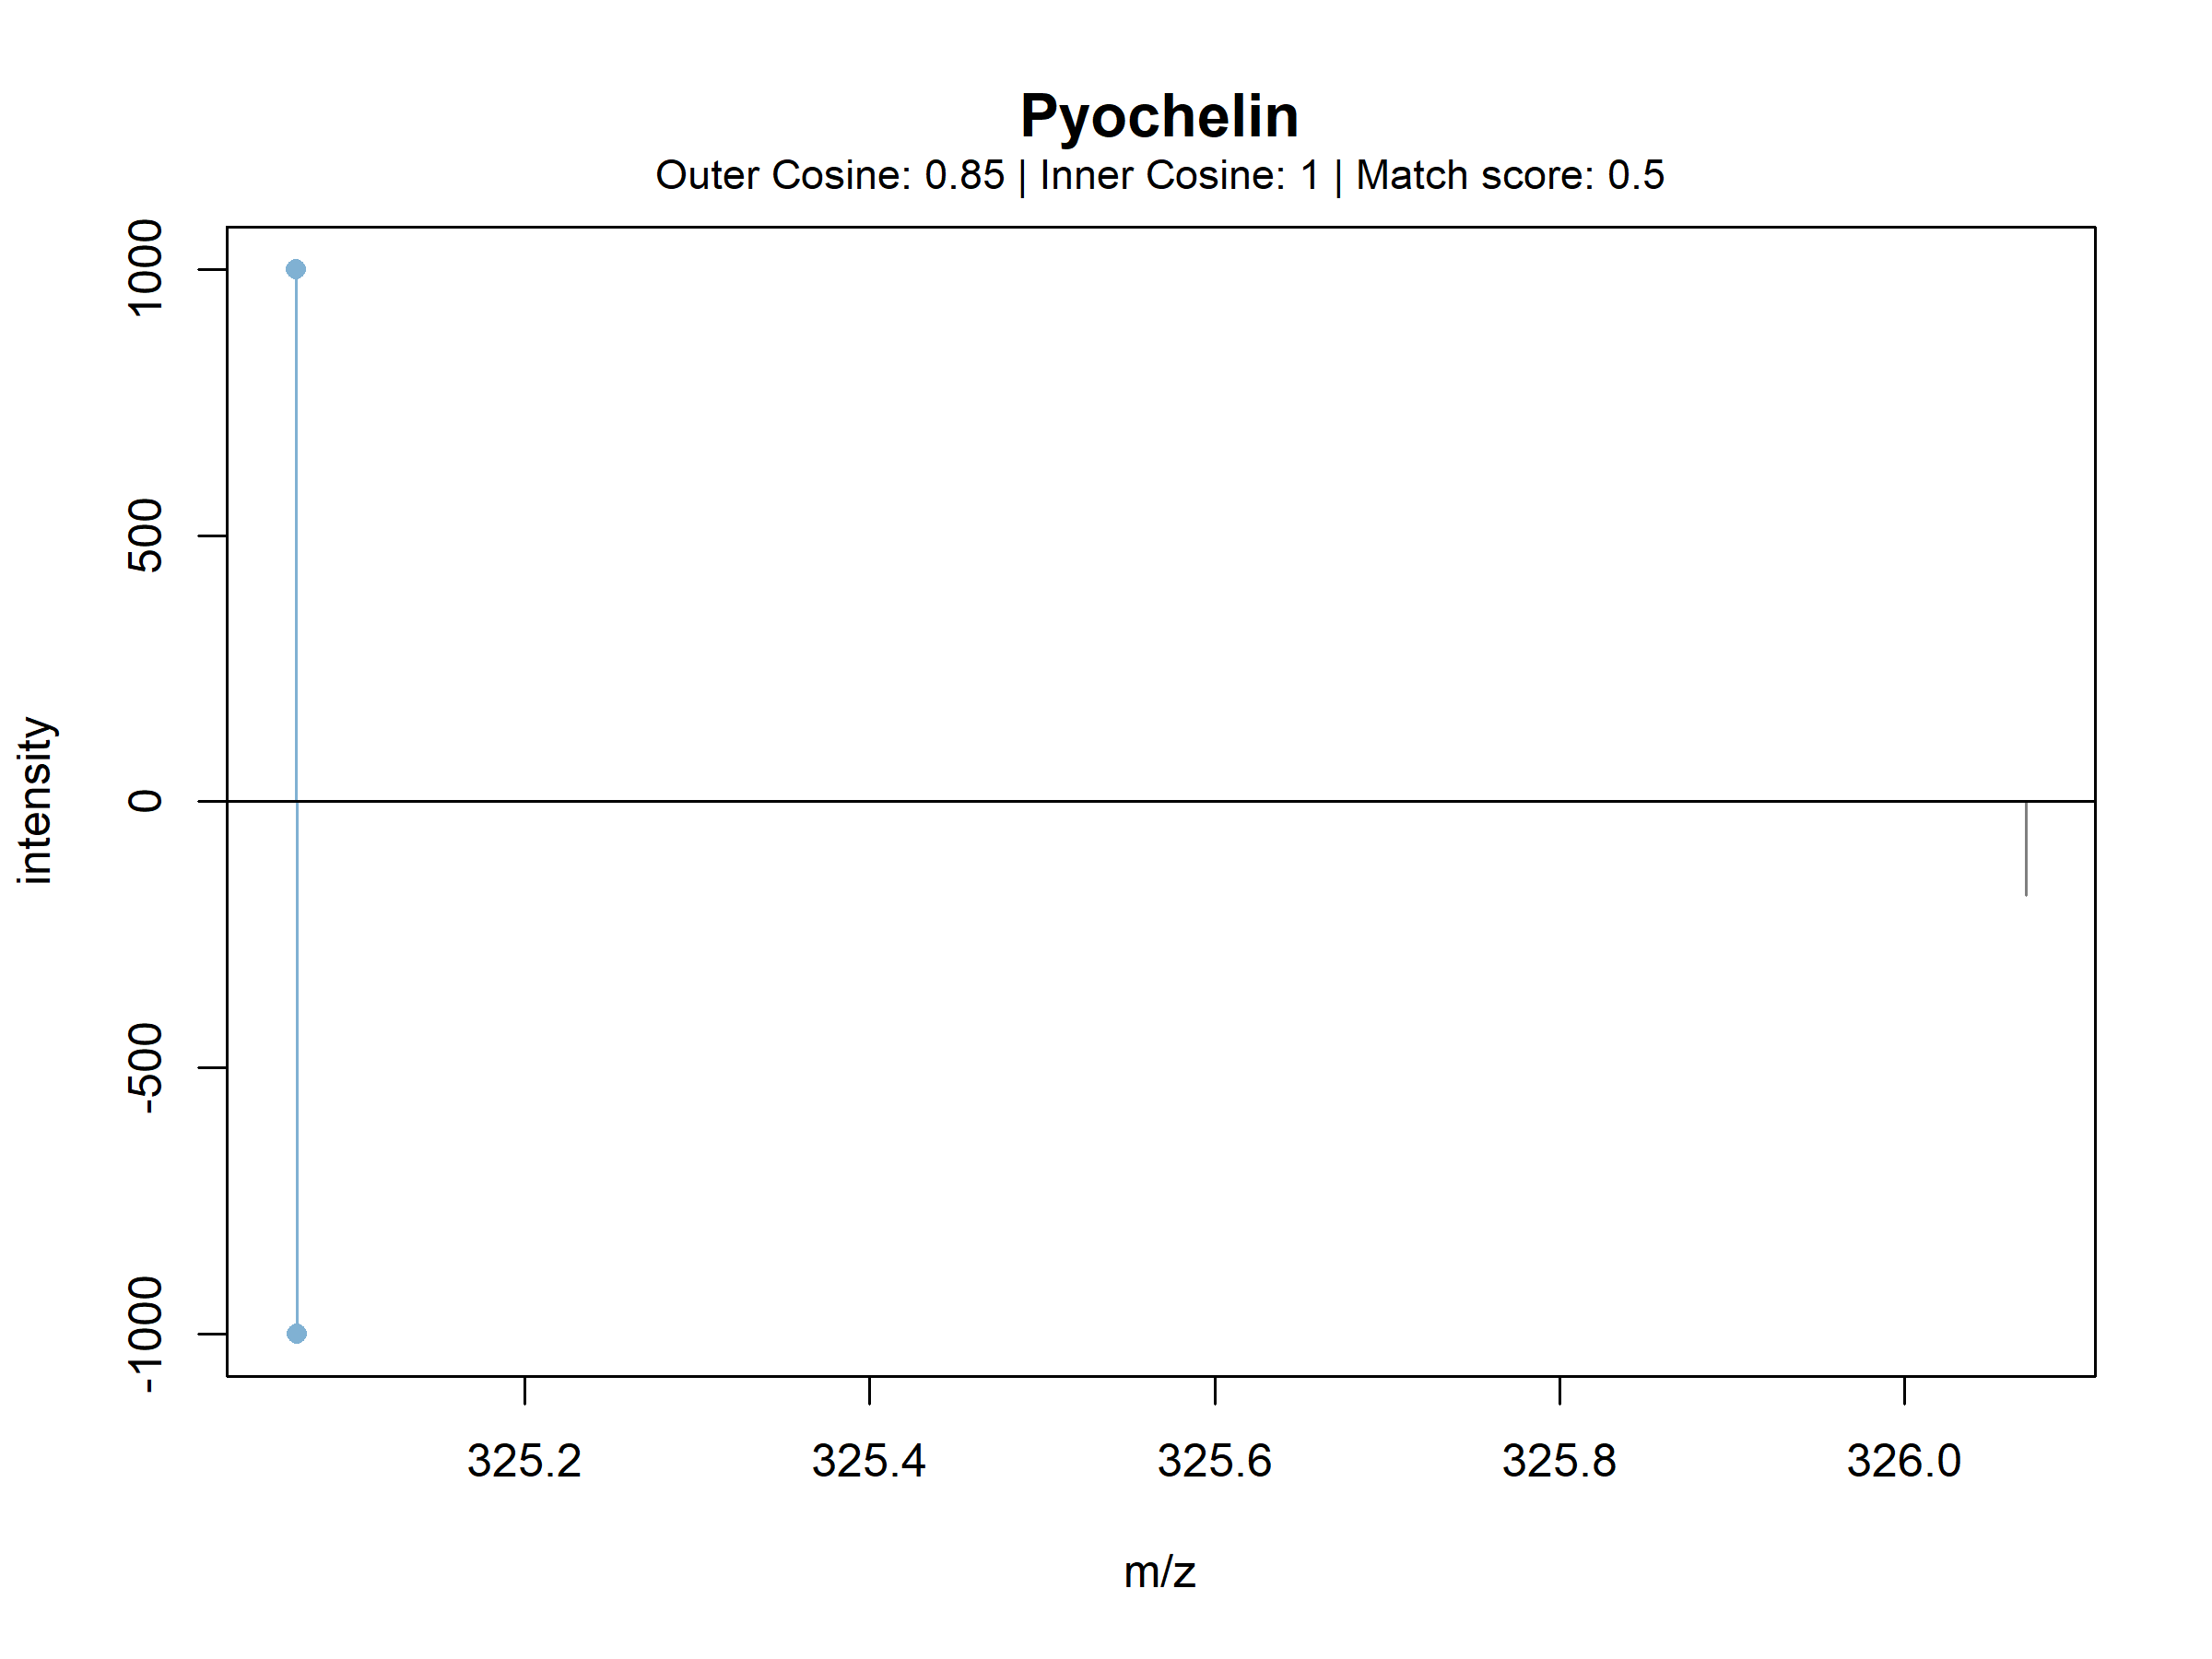 Pyochelin
Outer Cosine: 0.85 | Inner Cosine: 1 | Match score: 0.5
intensity
1000
500
0
-500
-1000
325.2
325.4
325.6
325.8
326.0
m/z